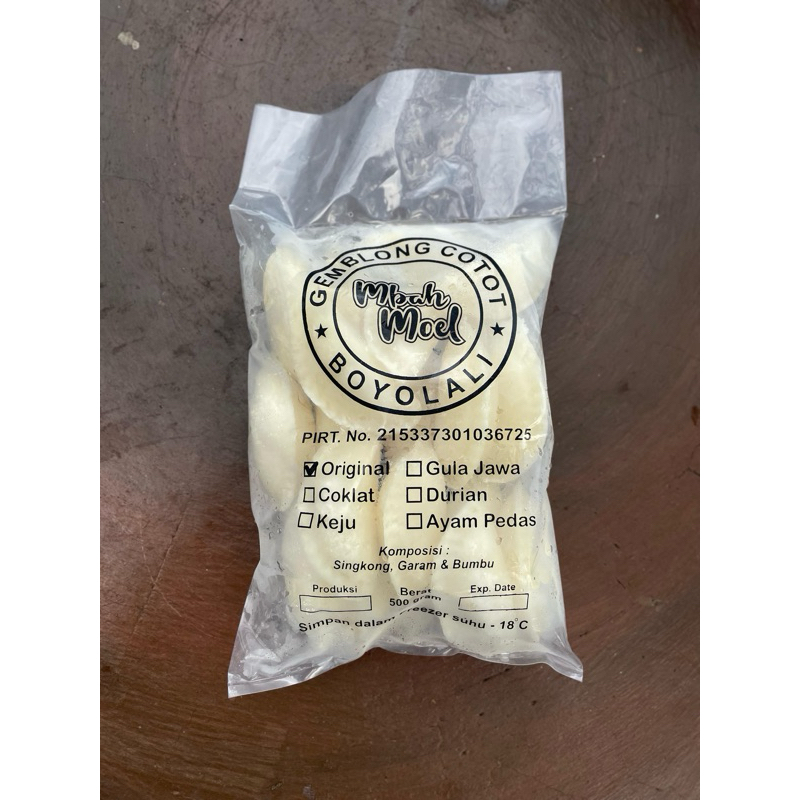 GEMBLONG COTOT
Mbah
Moel
BOYOLALI
PIRT. No. 215337301036725
Original Gula Jawa
Coklat Durian
Keju Ayam Pedas
Komposisi :
Singkong, Garam & Bumbu
Produksi Berat Exp. Date
500 gram
Simpan dalam Freezer suhu - 18°C